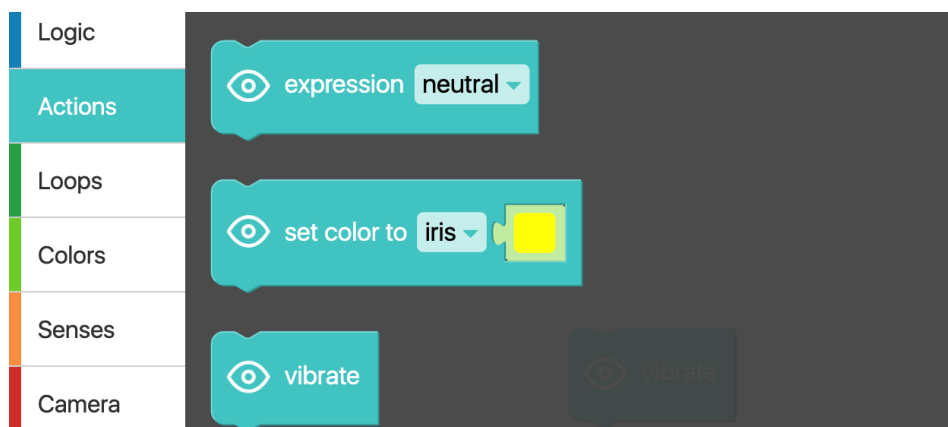 Logic
Actions
Loops
Colors
Senses
Camera
expression neutral
set color to iris
vibrate
vibrate